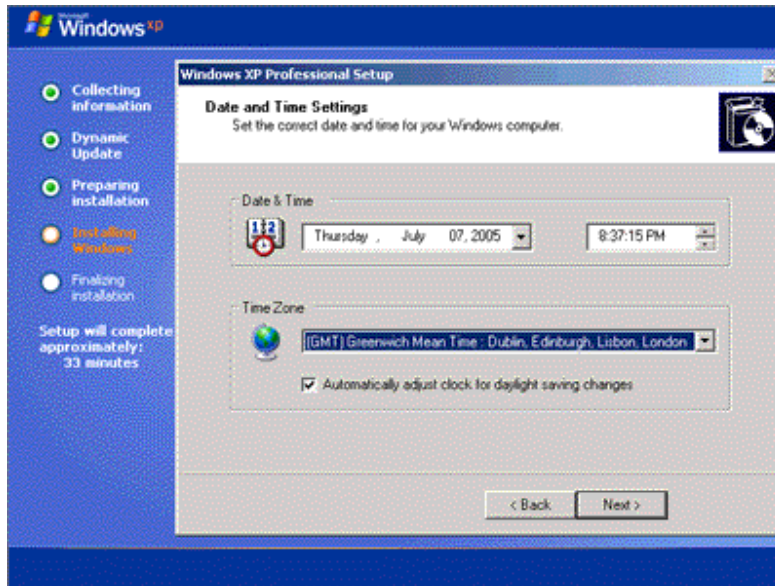 Microsoft
Windows xp
Collecting
information
Dynamic
Update
Preparing
installation
Installing
Windows
Finalizing
installation
Setup will complete
approximately:
33 minutes
Windows XP Professional Setup
Date and Time Settings
Set the correct date and time for your Windows computer.
Date & Time
12
Thursday , July 07, 2005
8:37:15 PM
Time Zone
(GMT) Greenwich Mean Time : Dublin, Edinburgh, Lisbon, London
Automatically adjust clock for daylight saving changes
< Back
Next >